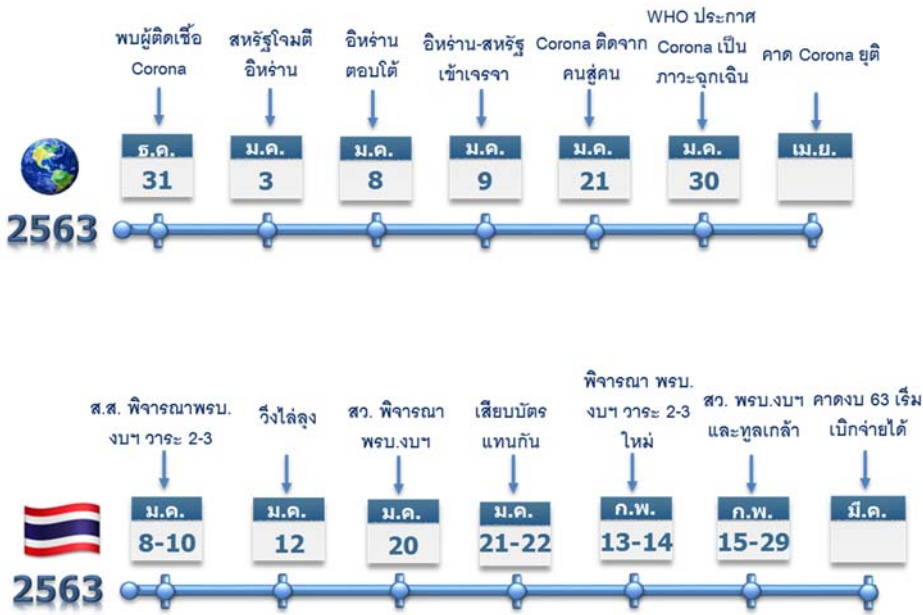 พบผู้ติดเชื้อ
Corona
สหรัฐโจมตี
อิหร่าน
อิหร่าน
ตอบโต้
อิหร่าน-สหรัฐ
เข้าเจรจา
Corona ติดจาก
คนสู่คน
WHO ประกาศ
Corona เป็น
ภาวะฉุกเฉิน
คาด Corona ยุติ
ธ.ค.
31
ม.ค.
3
ม.ค.
8
ม.ค.
9
ม.ค.
21
ม.ค.
30
เม.ย.
2563
ส.ส. พิจารณาพรบ.
งบฯ วาระ 2-3
วิ่งไล่ลุง
สว. พิจารณา
พรบ.งบฯ
เสียบบัตร
แทนกัน
พิจารณา พรบ.
งบฯ วาระ 2-3
ใหม่
สว. พรบ.งบฯ
และทูลเกล้า
คาดงบ 63 เริ่ม
เบิกจ่ายได้
ม.ค.
8-10
ม.ค.
12
ม.ค.
20
ม.ค.
21-22
ก.พ.
13-14
ก.พ.
15-29
มี.ค.
2563